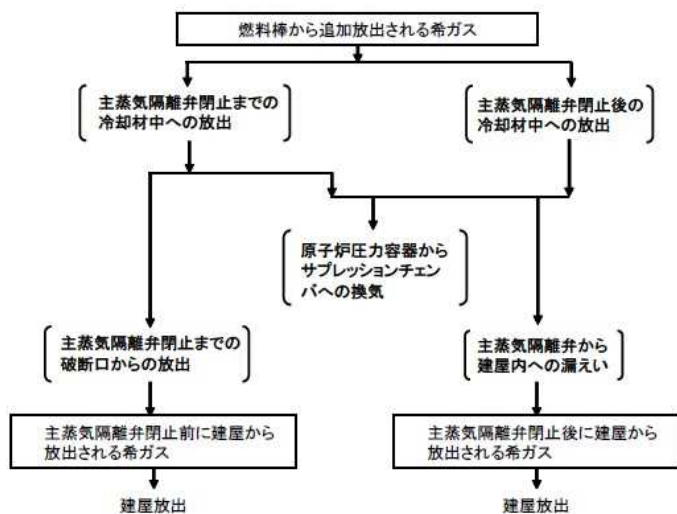 燃料棒から追加放出される希ガス
主蒸気隔離弁閉止までの
冷却材中への放出
主蒸気隔離弁閉止後の
冷却材中への放出
原子炉圧力容器から
サプレッションチェン
バへの換気
主蒸気隔離弁閉止までの
破断口からの放出
主蒸気隔離弁から
建屋内への漏えい
主蒸気隔離弁閉止前に建屋から
放出される希ガス
主蒸気隔離弁閉止後に建屋から
放出される希ガス
建屋放出
建屋放出